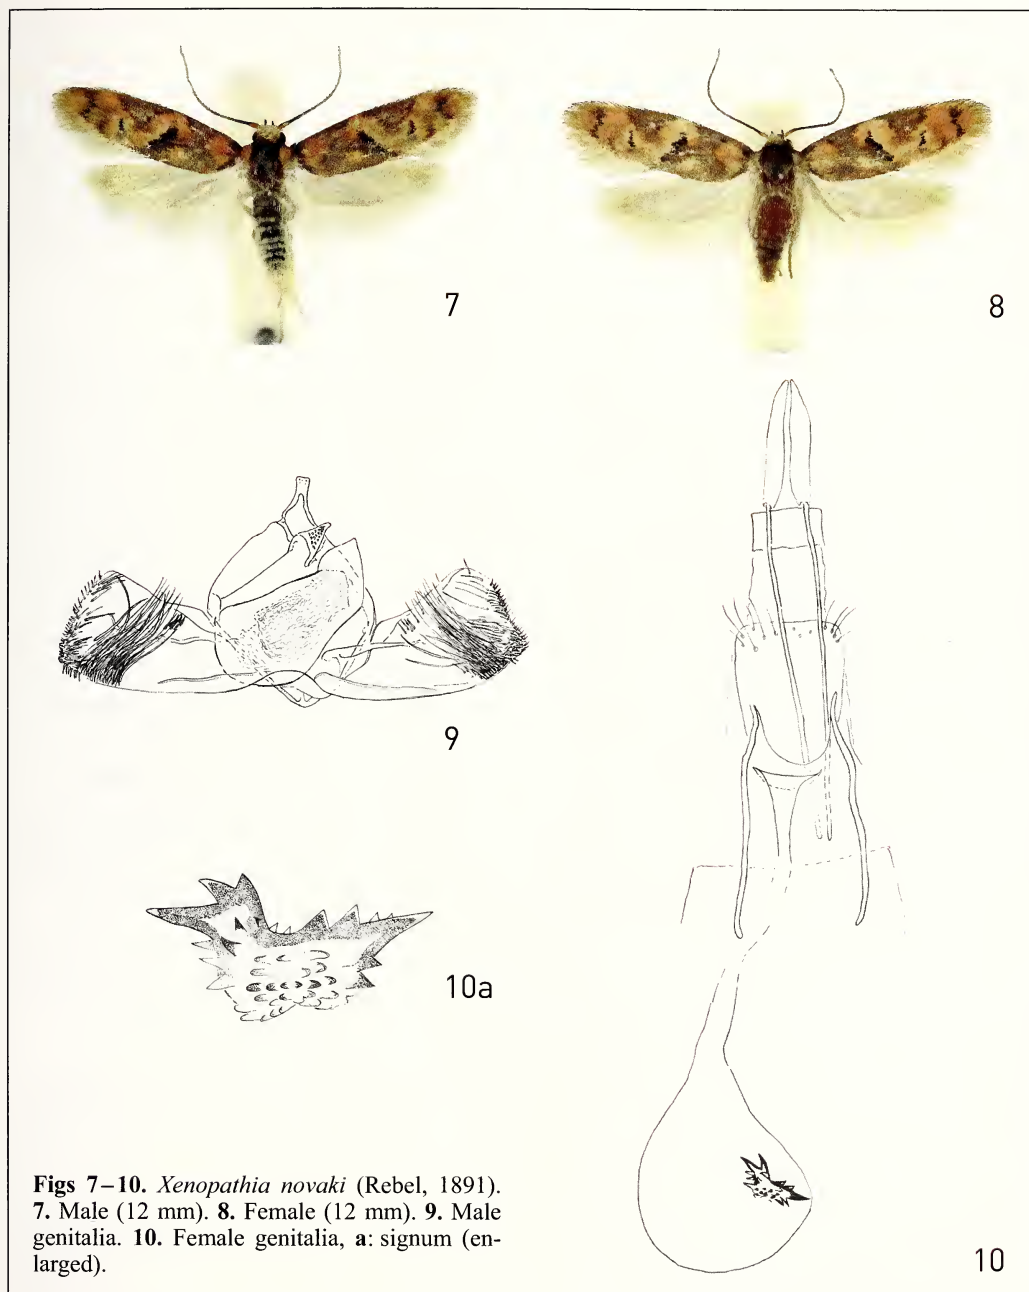 7
8
9
10a
10
Figs 7–10. Xenopathia novaki (Rebel, 1891).
7. Male (12 mm). 8. Female (12 mm). 9. Male
genitalia. 10. Female genitalia, a: signum (en-
larged).